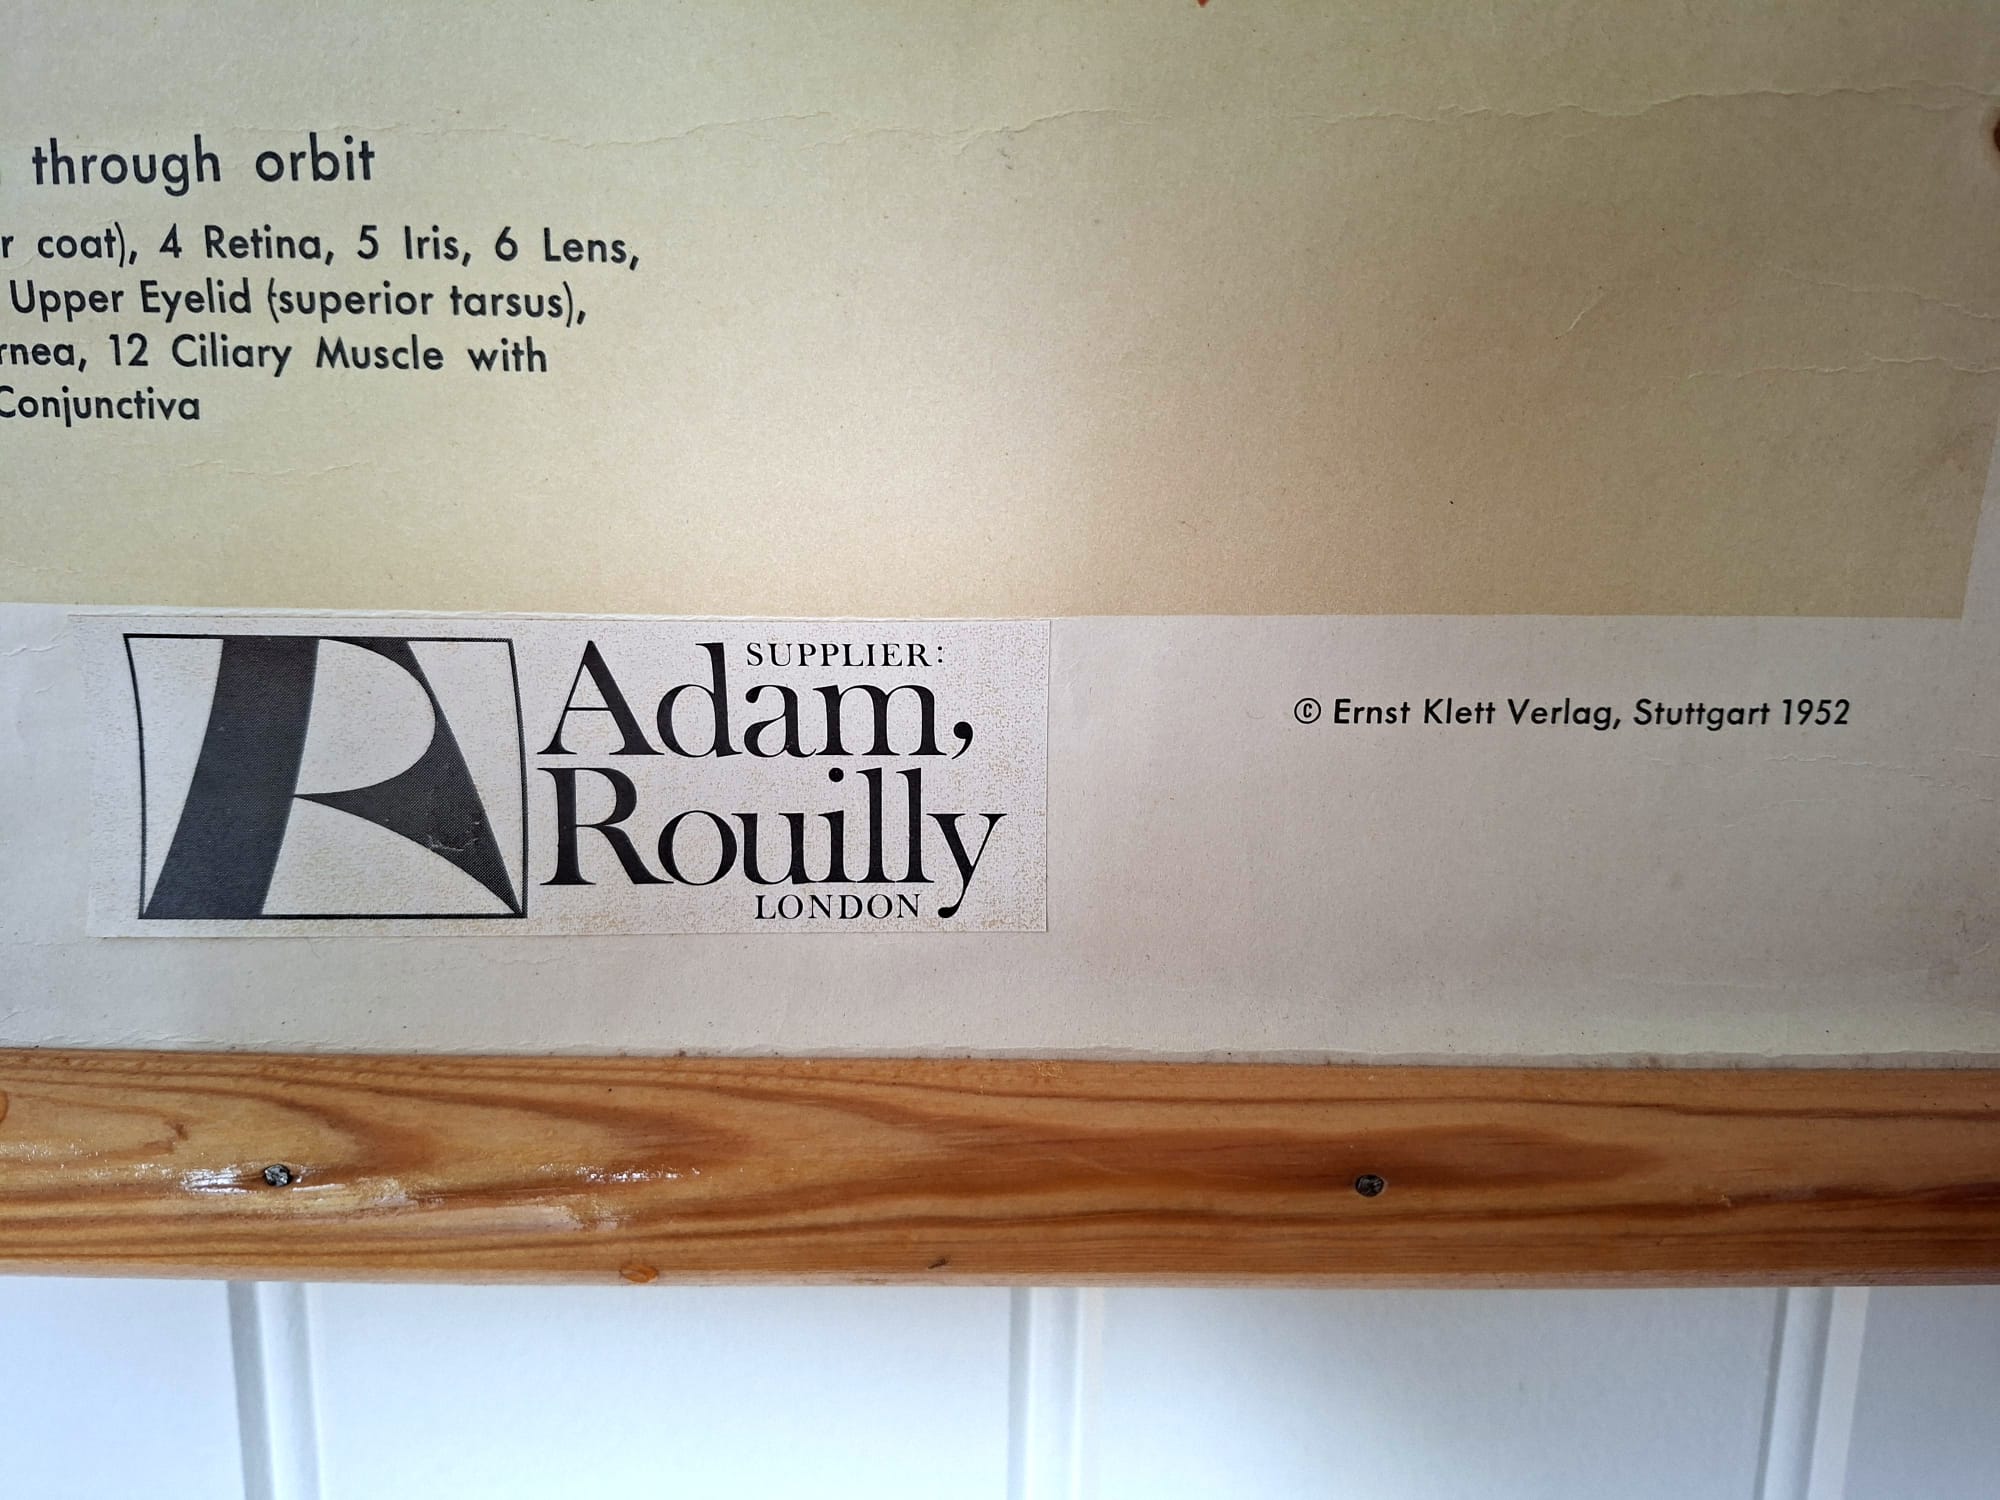 through orbit
r coat), 4 Retina, 5 Iris, 6 Lens,
Upper Eyelid (superior tarsus),
rnea, 12 Ciliary Muscle with
Conjunctiva
SUPPLIER:
Adam,
Rouilly
LONDON
© Ernst Klett Verlag, Stuttgart 1952